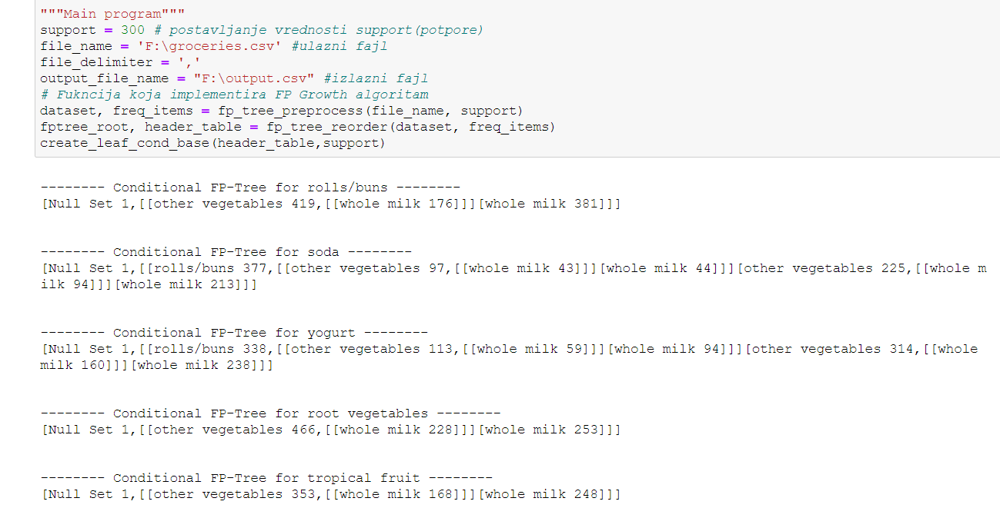 """Main program"""
support = 300 # postavljanje vrednosti support(potpore)
file_name = 'F:\groceries.csv' #ulazni fajl
file_delimiter = ','
output_file_name = "F:\output.csv" #izlazni fajl
# Fukncija koja implementira FP Growth algoritam
dataset, freq_items = fp_tree_preprocess(file_name, support)
fptree_root, header_table = fp_tree_reorder(dataset, freq_items)
create_leaf_cond_base(header_table,support)
-------- Conditional FP-Tree for rolls/buns --------
[Null Set 1,[[other vegetables 419,[[whole milk 176]]][whole milk 381]]]
-------- Conditional FP-Tree for soda --------
[Null Set 1,[[rolls/buns 377,[[other vegetables 97,[[whole milk 43]]][whole milk 44]]][other vegetables 225,[[whole m
ilk 94]]][whole milk 213]]]
-------- Conditional FP-Tree for yogurt --------
[Null Set 1,[[rolls/buns 338,[[other vegetables 113,[[whole milk 59]]][whole milk 94]]][other vegetables 314,[[whole
milk 160]]][whole milk 238]]]
-------- Conditional FP-Tree for root vegetables --------
[Null Set 1,[[other vegetables 466,[[whole milk 228]]][whole milk 253]]]
-------- Conditional FP-Tree for tropical fruit --------
[Null Set 1,[[other vegetables 353,[[whole milk 168]]][whole milk 248]]]